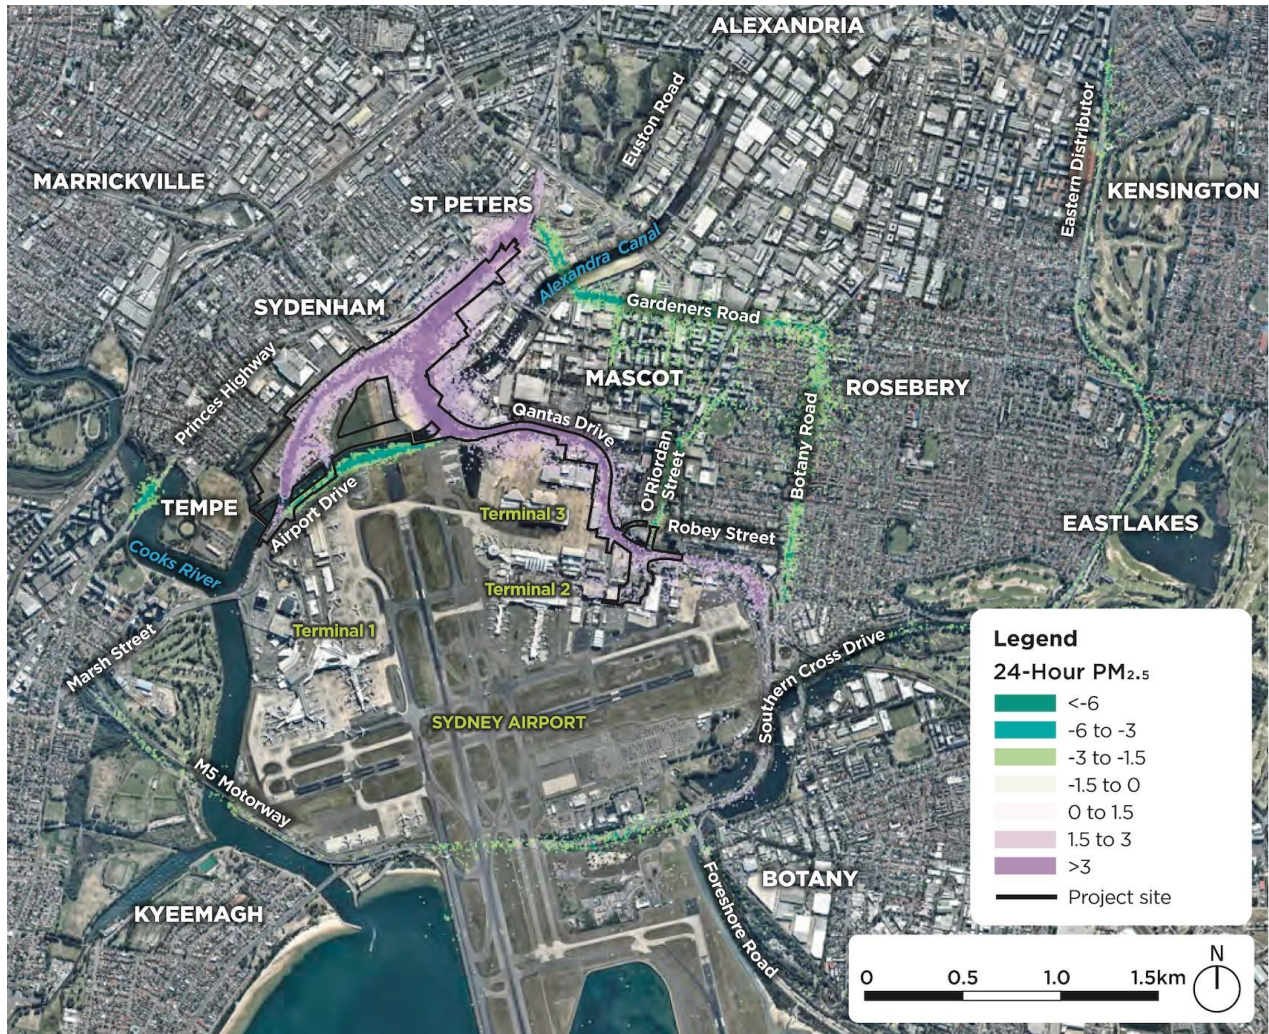 ALEXANDRIA
Euston Road
Eastern Distributor
MARRICKVILLE
KENSINGTON
ST PETERS
Alexandra Canal
SYDENHAM
Gardeners Road
Princes Highway
MASCOT
ROSEBERY
Qantas Drive
Botany Road
O'Riordan
Street
TEMPE
Airport Drive
Terminal 3
Robey Street
EASTLAKES
Cooks River
Terminal 2
Terminal 1
Marsh Street
Southern Cross Drive
SYDNEY AIRPORT
M5 Motorway
BOTANY
Foreshore Road
KYEEMAGH
Legend
24-Hour PM2.5
<-6
-6 to -3
-3 to -1.5
-1.5 to 0
0 to 1.5
1.5 to 3
>3
Project site
0 0.5 1.0 1.5km
N